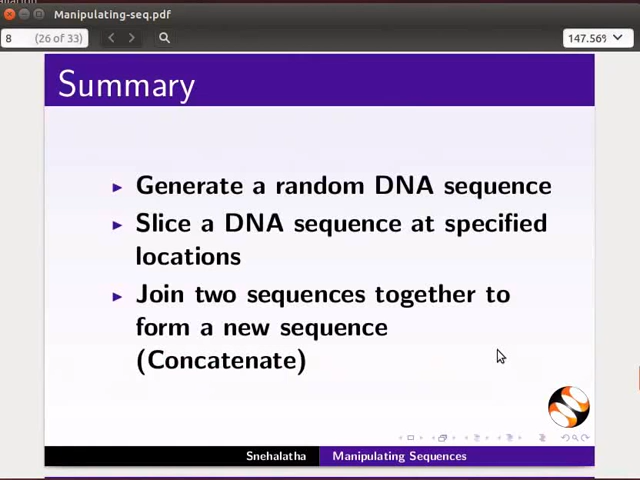 Manipulating-seq.pdf
8 (26 of 33) 147.56%
Summary
Generate a random DNA sequence
Slice a DNA sequence at specified
locations
Join two sequences together to
form a new sequence
(Concatenate)
Snehalatha Manipulating Sequences